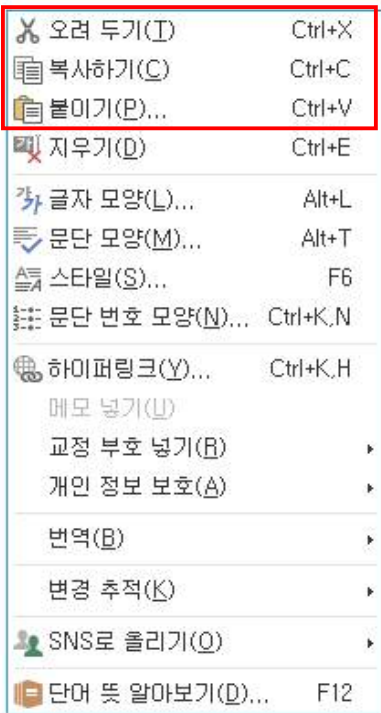 오려 두기(T) Ctrl+X
복사하기(C) Ctrl+C
붙이기(P)... Ctrl+V
지우기(D) Ctrl+E
글자 모양(L)... Alt+L
문단 모양(M)... Alt+T
스타일(S)... F6
문단 번호 모양(N)... Ctrl+K,N
하이퍼링크(Y)... Ctrl+K,H
메모 넣기(U)
교정 부호 넣기(R)
개인 정보 보호(A)
번역(B)
변경 추적(K)
SNS로 올리기(O)
단어 뜻 알아보기(D)... F12